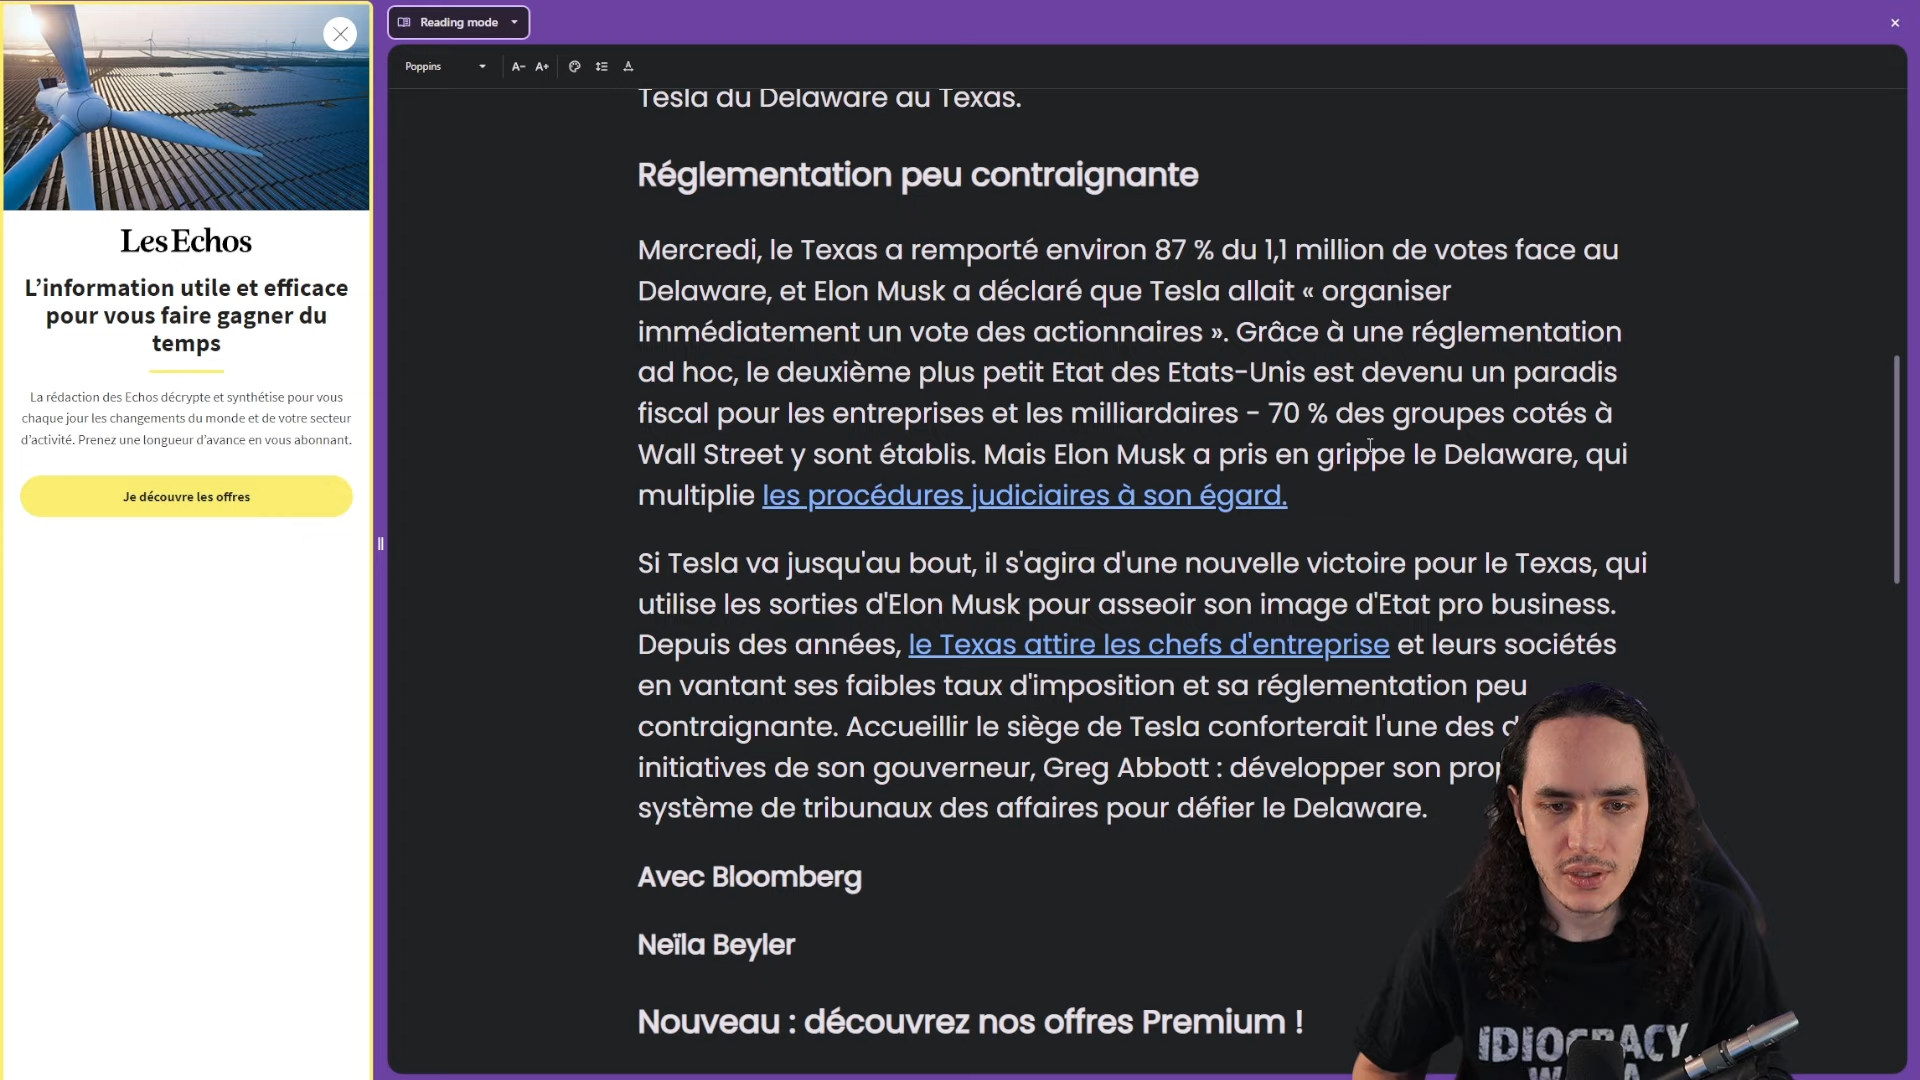 Les Echos
L’information utile et efficace
pour vous faire gagner du
temps
La rédaction des Echos décrypte et synthétise pour vous
chaque jour les changements du monde et de votre secteur
d’activité. Prenez une longueur d’avance en vous abonnant.
Je découvre les offres
Reading mode
Poppins
A-
A+
Tesla du Delaware au Texas.
Réglementation peu contraignante
Mercredi, le Texas a remporté environ 87 % du 1,1 million de votes face au
Delaware, et Elon Musk a déclaré que Tesla allait « organiser
immédiatement un vote des actionnaires ». Grâce à une réglementation
ad hoc, le deuxième plus petit Etat des Etats-Unis est devenu un paradis
fiscal pour les entreprises et les milliardaires - 70 % des groupes cotés à
Wall Street y sont établis. Mais Elon Musk a pris en grippe le Delaware, qui
multiplie les procédures judiciaires à son égard.
Si Tesla va jusqu'au bout, il s'agira d'une nouvelle victoire pour le Texas, qui
utilise les sorties d'Elon Musk pour asseoir son image d'Etat pro business.
Depuis des années, le Texas attire les chefs d'entreprise et leurs sociétés
en vantant ses faibles taux d'imposition et sa réglementation peu
contraignante. Accueillir le siège de Tesla conforterait l'une des
initiatives de son gouverneur, Greg Abbott : développer son
système de tribunaux des affaires pour défier le Delaware.
Avec Bloomberg
Neïla Beyler
Nouveau : découvrez nos offres Premium !